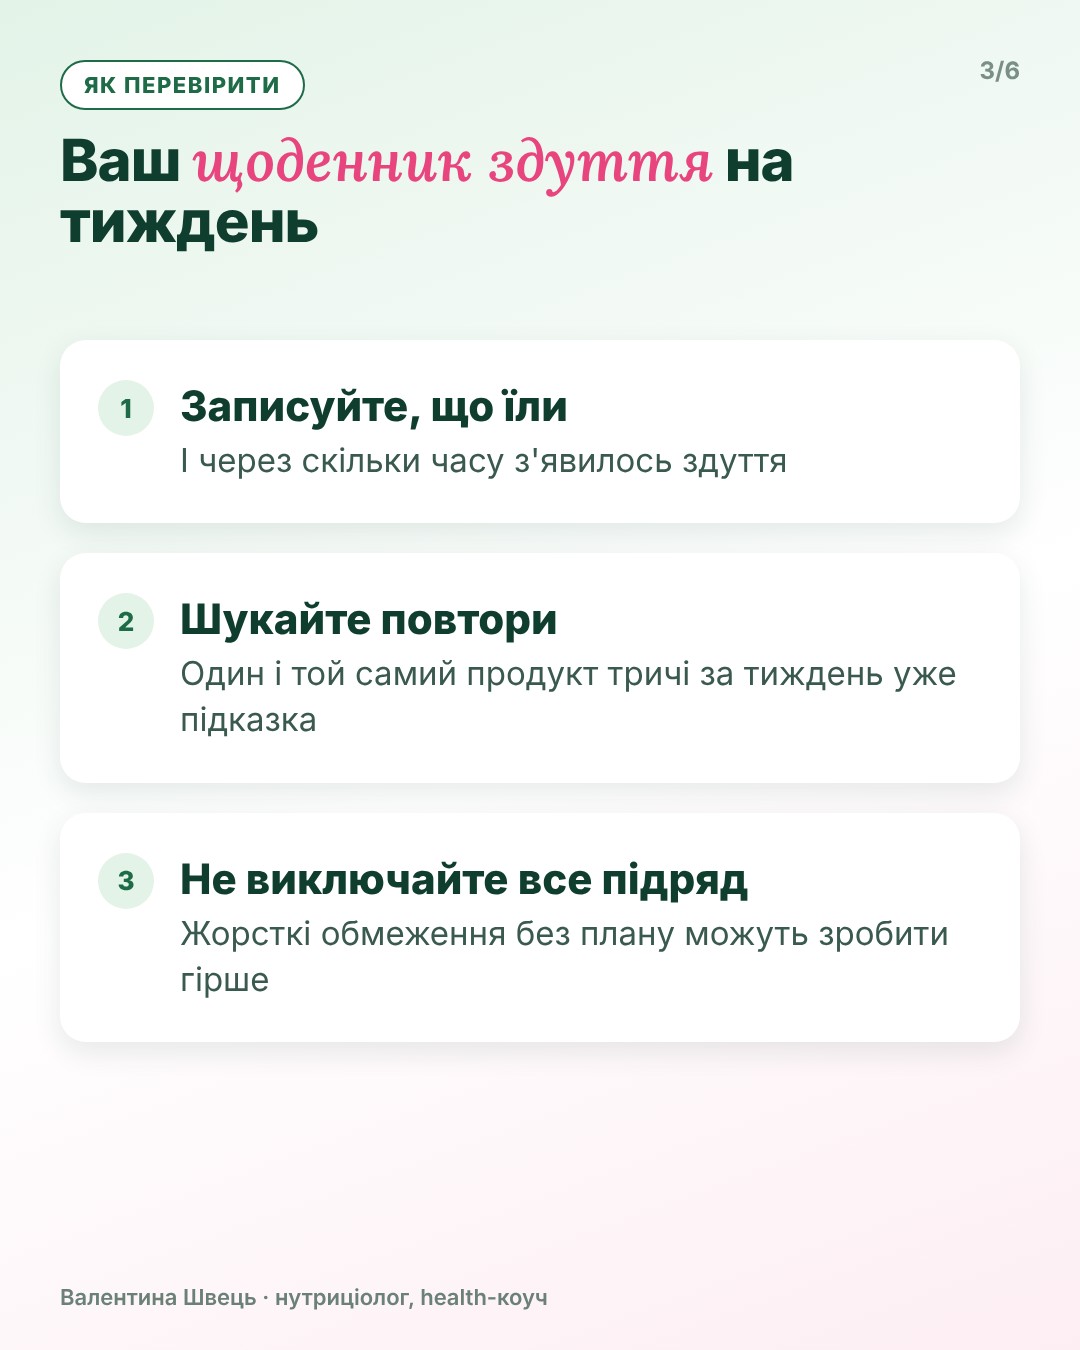 ЯК ПЕРЕВІРИТИ
3/6
Ваш щоденник здуття на
тиждень
1
Записуйте, що їли
І через скільки часу з'явилось здуття
2
Шукайте повтори
Один і той самий продукт тричі за тиждень уже
підказка
3
Не виключайте все підряд
Жорсткі обмеження без плану можуть зробити
гірше
Валентина Швець · нутриціолог, health-коуч